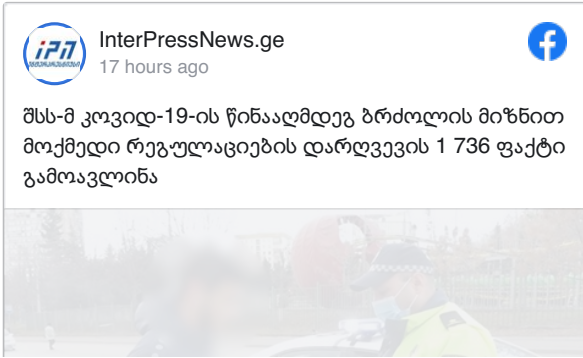 იპნ
InterPressNews.ge
17 hours ago
შსს-მ კოვიდ-19-ის წინააღმდეგ ბრძოლის მიზნით
მოქმედი რეგულაციების დარღვევის 1 736 ფაქტი
გამოავლინა